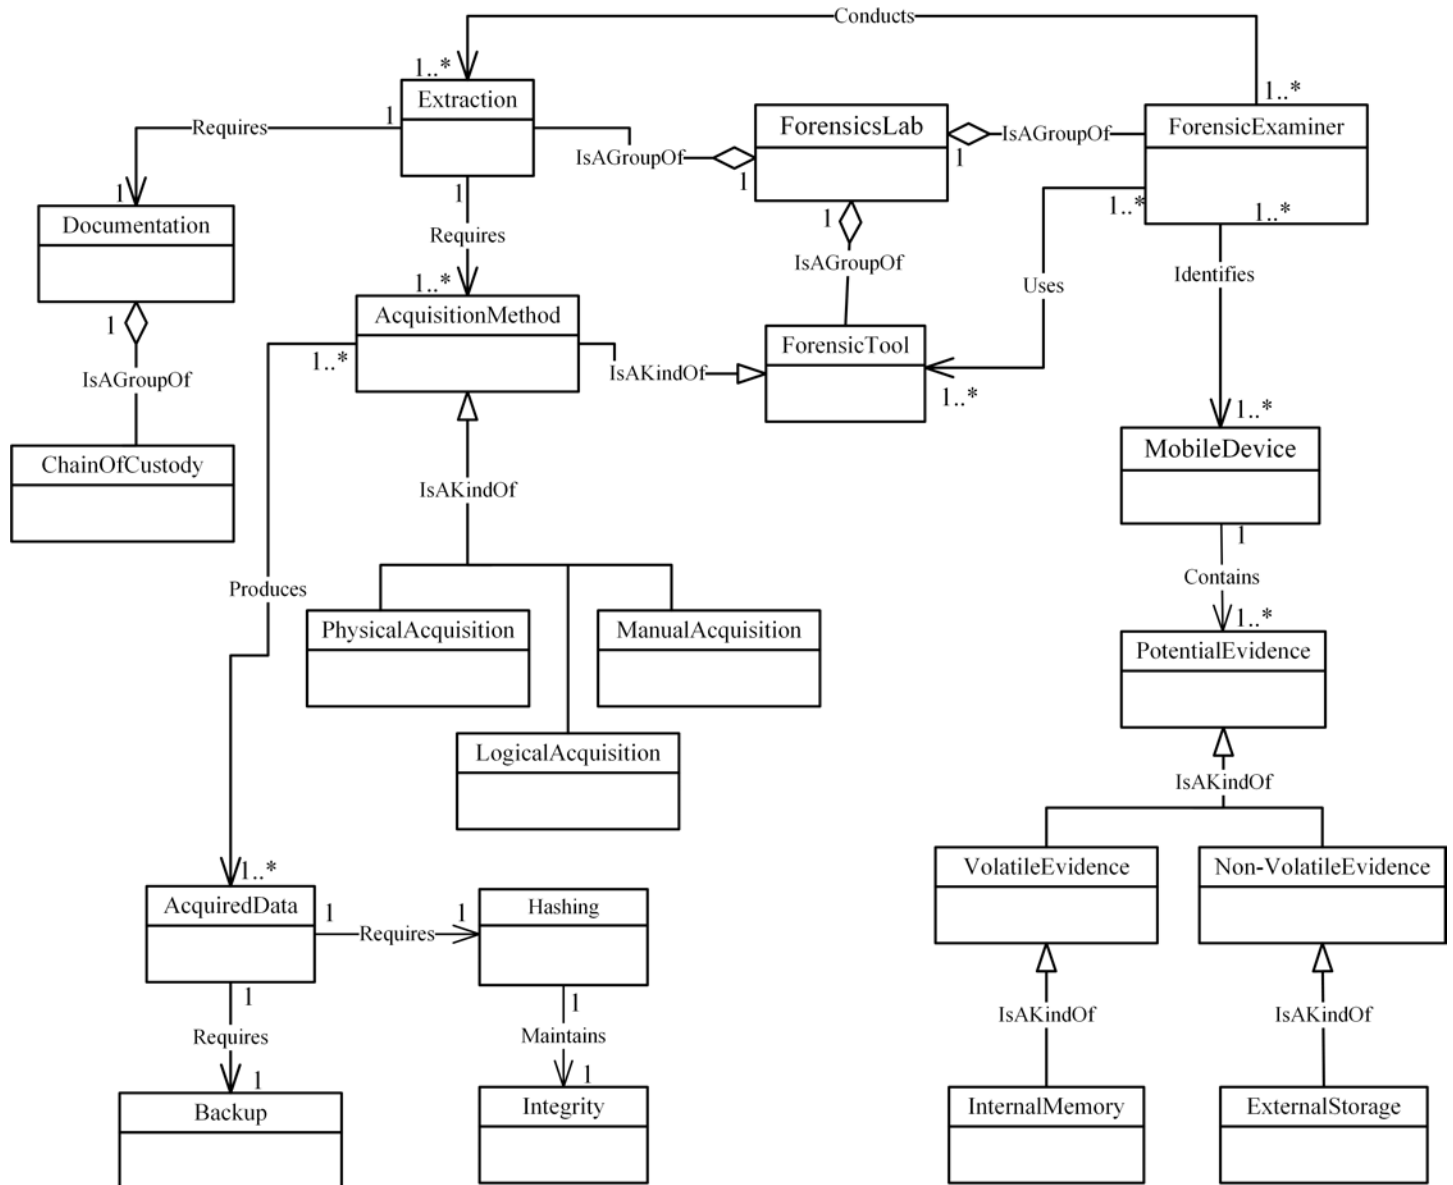 Conducts
1..*
Extraction
1
Requires
1..*
ForensicsLab
IsAGroupOf
1
ForensicExaminer
IsAGroupOf
1
1
1
Requires
1
Documentation
1..*
1..*
1
IsAGroupOf
Uses
Identifies
1..*
AcquisitionMethod
1..*
1
IsAGroupOf
ForensicTool
IsAKindOf
1..*
1..*
MobileDevice
ChainOfCustody
IsAKindOf
1
Contains
Produces
1..*
PhysicalAcquisition
ManualAcquisition
PotentialEvidence
LogicalAcquisition
IsAKindOf
1..*
VolatileEvidence
Non-VolatileEvidence
AcquiredData
1
Requires
1
Hashing
1
Requires
1
1
Maintains
1
IsAKindOf
IsAKindOf
Backup
Integrity
InternalMemory
ExternalStorage